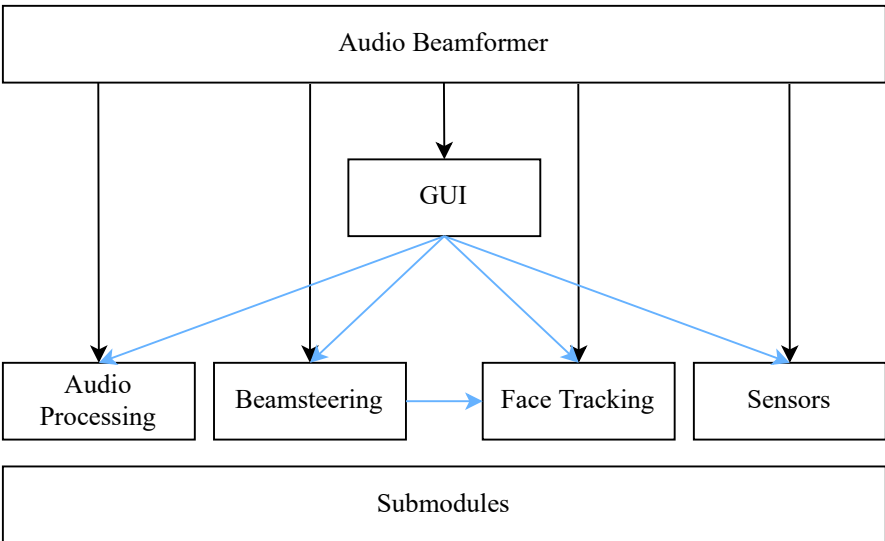 Audio Beamformer
GUI
Audio
Processing
Beamsteering
Face Tracking
Sensors
Submodules